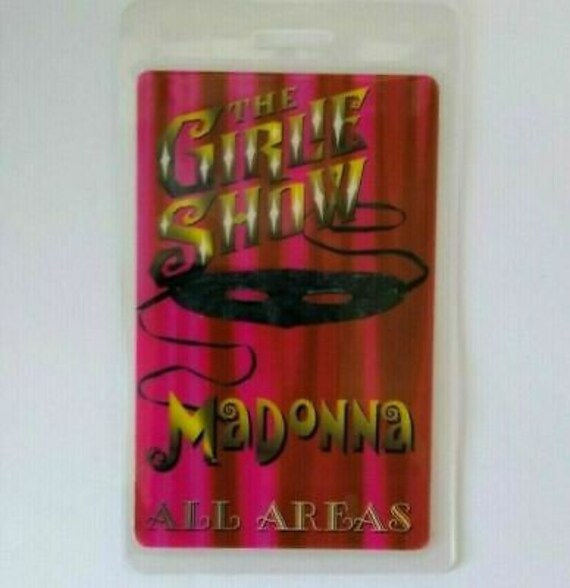 THE
GIRLIE
SHOW
MaDonna
ALL AREAS